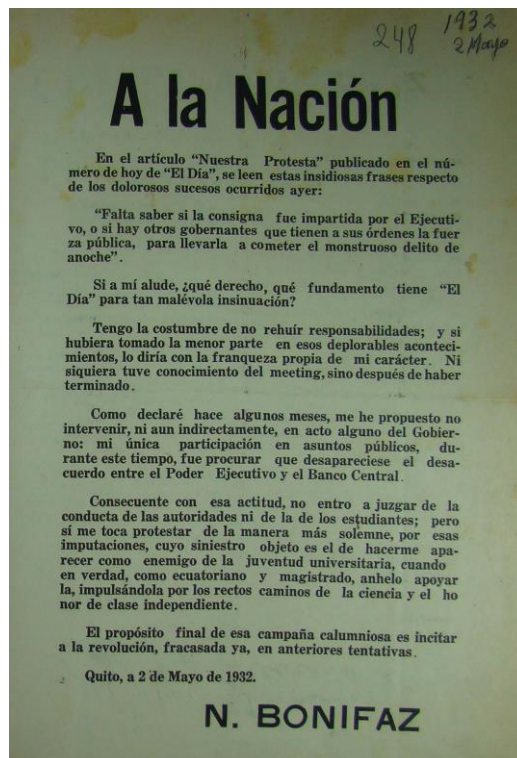 248
1932
2 Mayo
A la Nación
En el artículo “Nuestra Protesta” publicado en el nú-
mero de hoy de “El Día”, se leen estas insidiosas frases respecto
de los dolorosos sucesos ocurridos ayer:
“Falta saber si la consigna fue impartida por el Ejecuti-
vo, o si hay otros gobernantes que tienen a sus órdenes la fuer
za pública, para llevarla a cometer el monstruoso delito de
anoche”.
Si a mí alude, ¿qué derecho, qué fundamento tiene “El
Día” para tan malévola insinuación?
Tengo la costumbre de no rehuír responsabilidades; y si
hubiera tomado la menor parte en esos deplorables aconteci-
mientos, lo diría con la franqueza propia de mi carácter. Ni
siquiera tuve conocimiento del meeting, sino después de haber
terminado.
Como declaré hace algunos meses, me he propuesto no
intervenir, ni aun indirectamente, en acto alguno del Gobier-
no: mi única participación en asuntos públicos, du-
rante este tiempo, fue procurar que desapareciese el desa-
cuerdo entre el Poder Ejecutivo y el Banco Central.
Consecuente con esa actitud, no entro a juzgar de la
conducta de las autoridades ni de la de los estudiantes; pero
sí me toca protestar de la manera más solemne, por esas
imputaciones, cuyo siniestro objeto es el de hacerme apa-
recer como enemigo de la juventud universitaria, cuando
en verdad, como ecuatoriano y magistrado, anhelo apoyar
la, impulsándola por los rectos caminos de la ciencia y el ho
nor de clase independiente.
El propósito final de esa campaña calumniosa es incitar
a la revolución, fracasada ya, en anteriores tentativas.
Quito, a 2 de Mayo de 1932.
N. BONIFAZ